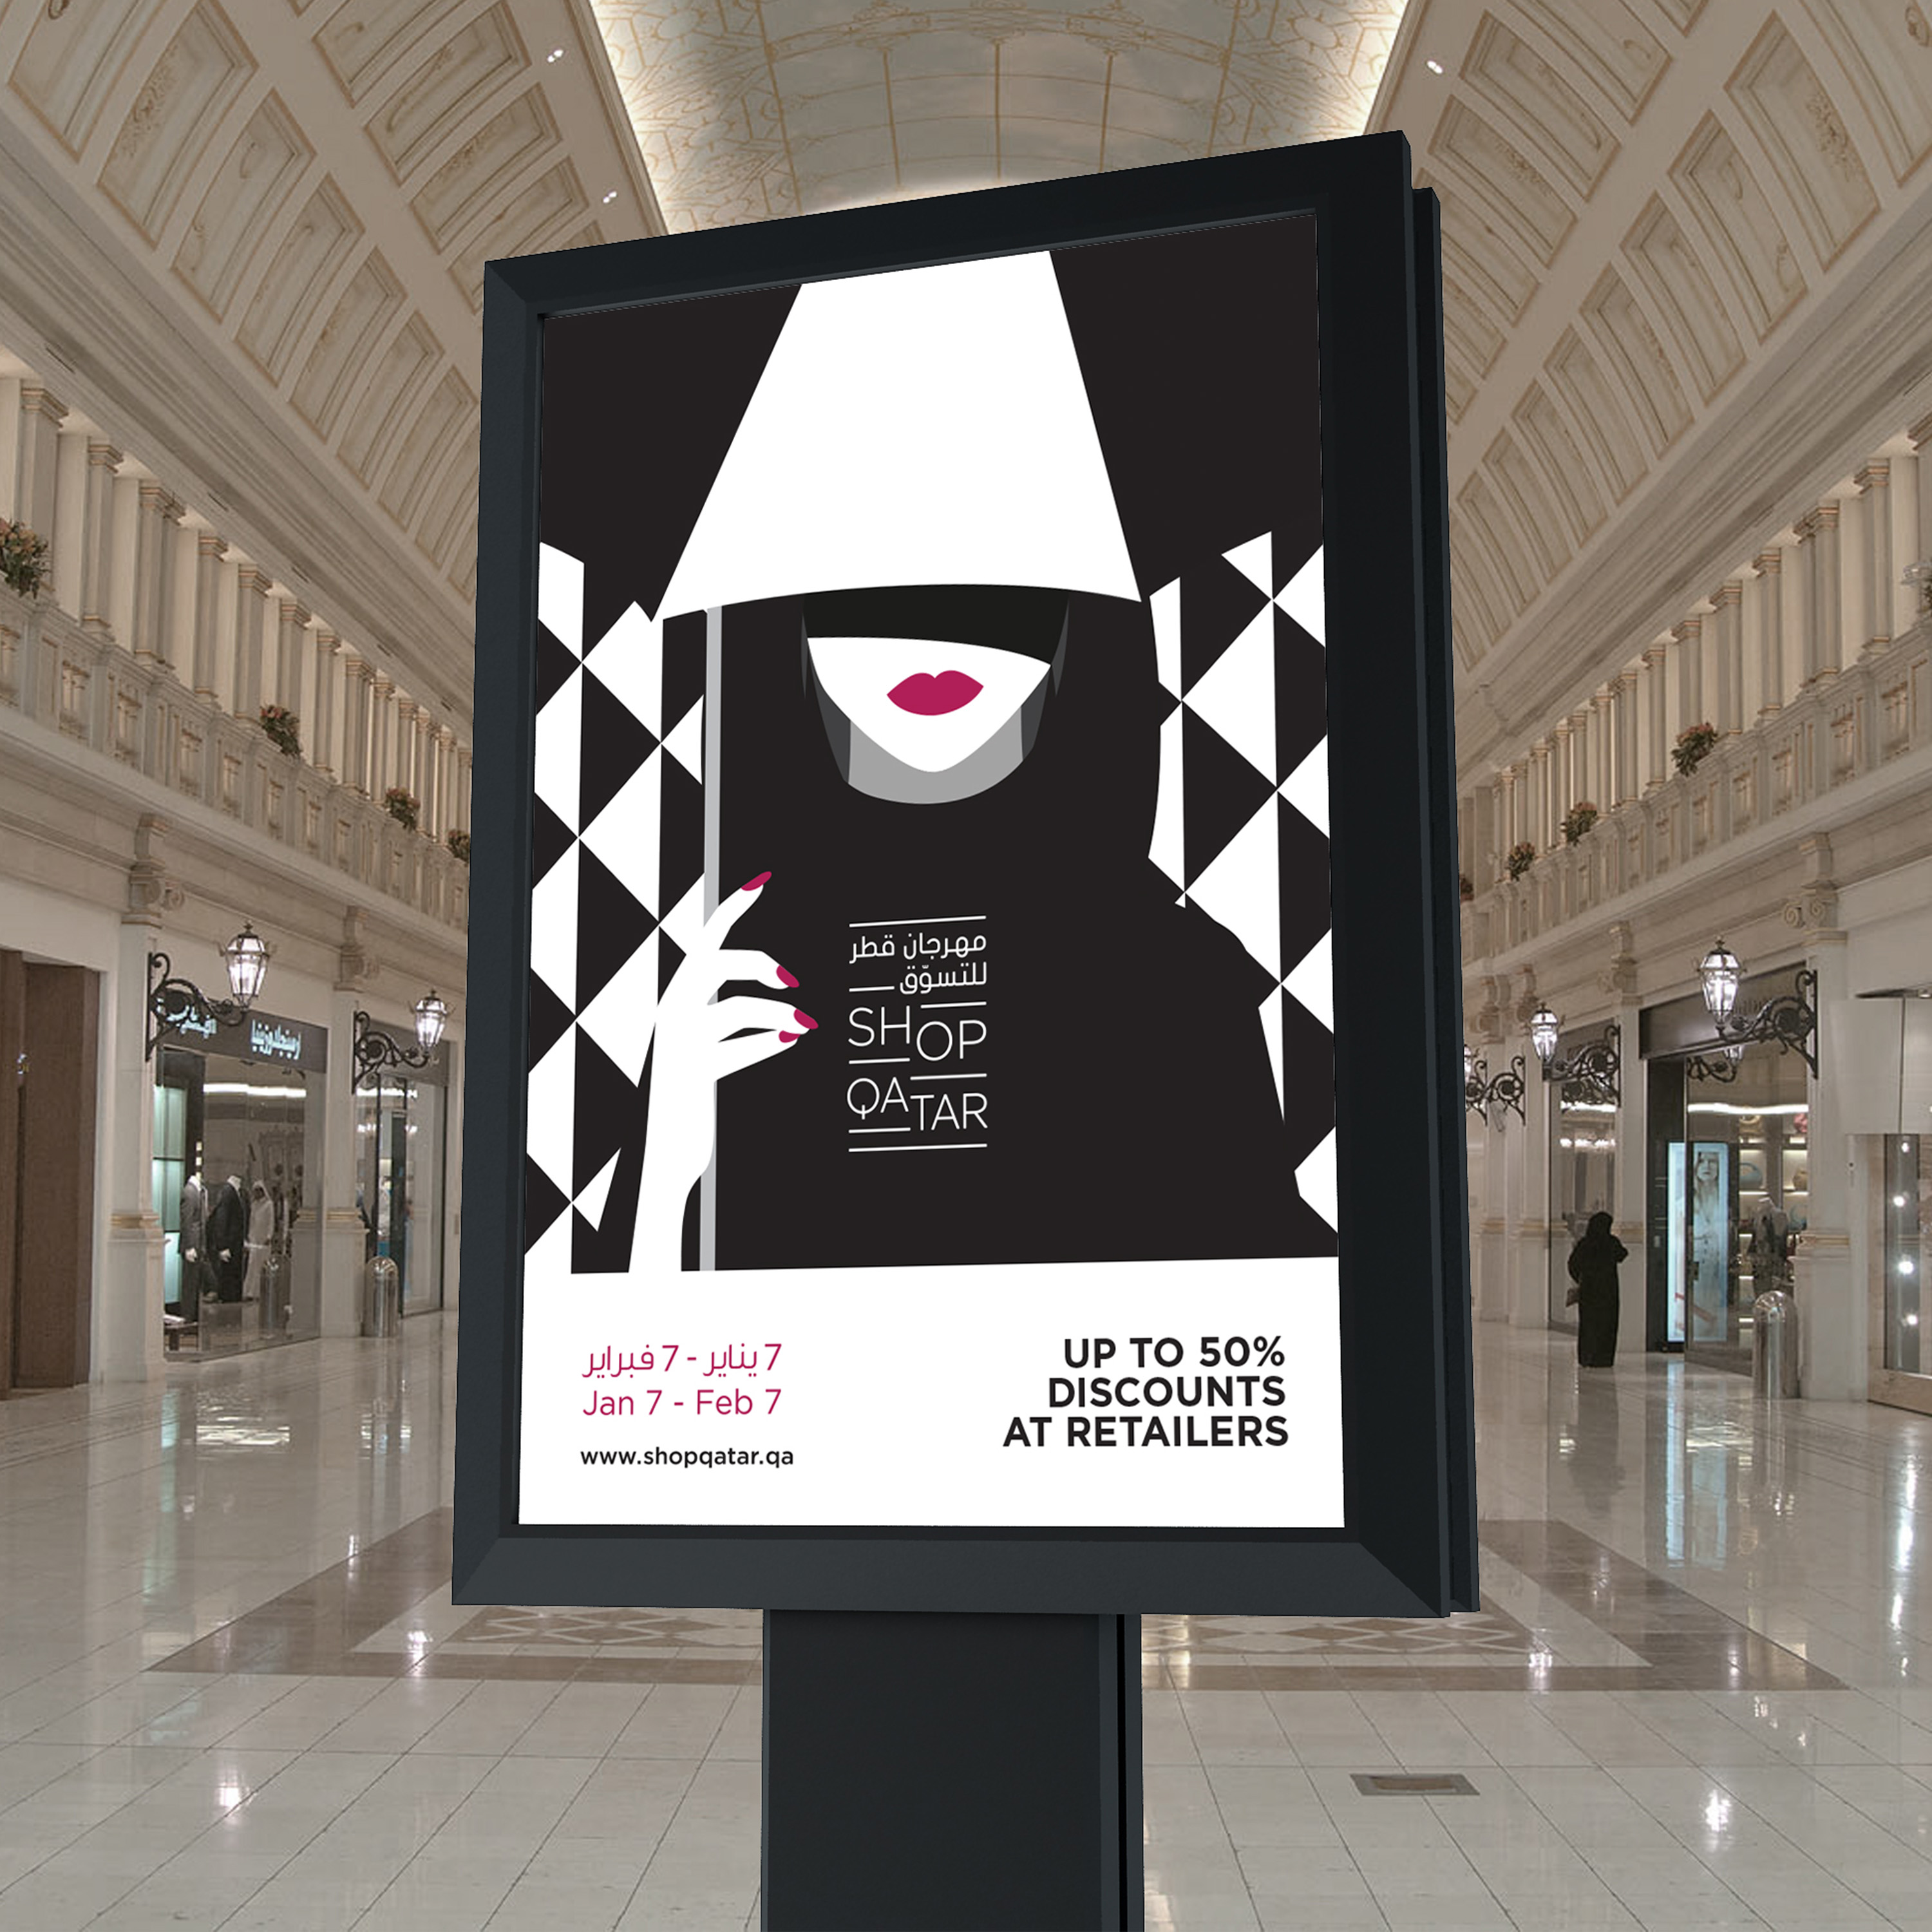 مهرجان قطر
للتسوّق
SHOP
QATAR
7 يناير - 7 فبراير
Jan 7 - Feb 7
www.shopqatar.qa
UP TO 50%
DISCOUNTS
AT RETAILERS